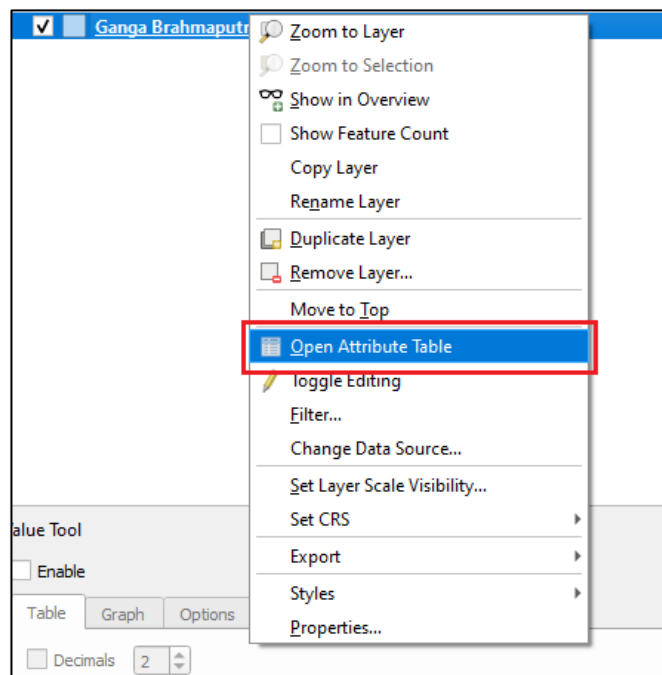 Ganga Brahmaputr
Zoom to Layer
Zoom to Selection
Show in Overview
Show Feature Count
Copy Layer
Rename Layer
Duplicate Layer
Remove Layer...
Move to Top
Open Attribute Table
Toggle Editing
Filter...
Change Data Source...
Set Layer Scale Visibility...
Set CRS
Export
Styles
Properties...
alue Tool
Enable
Table Graph Options
Decimals 2